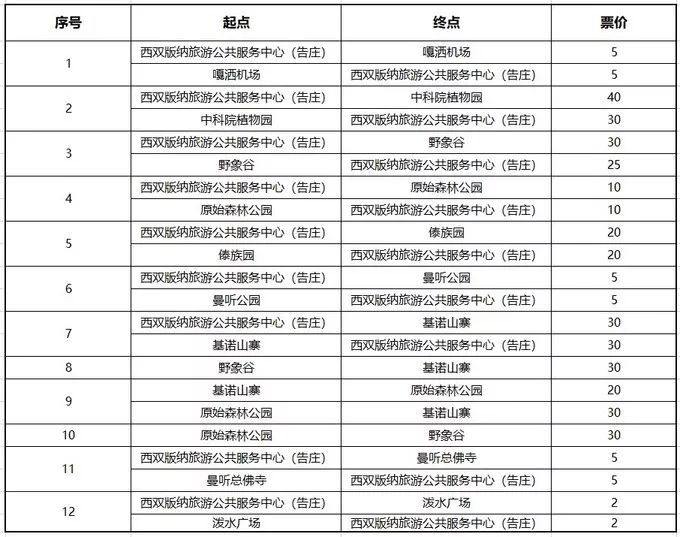 序号 起点 终点 票价
1 西双版纳旅游公共服务中心（告庄） 嘎洒机场 5
嘎洒机场 西双版纳旅游公共服务中心（告庄） 5
2 西双版纳旅游公共服务中心（告庄） 中科院植物园 40
中科院植物园 西双版纳旅游公共服务中心（告庄） 30
3 西双版纳旅游公共服务中心（告庄） 野象谷 30
野象谷 西双版纳旅游公共服务中心（告庄） 25
4 西双版纳旅游公共服务中心（告庄） 原始森林公园 10
原始森林公园 西双版纳旅游公共服务中心（告庄） 10
5 西双版纳旅游公共服务中心（告庄） 傣族园 20
傣族园 西双版纳旅游公共服务中心（告庄） 20
6 西双版纳旅游公共服务中心（告庄） 曼听公园 5
曼听公园 西双版纳旅游公共服务中心（告庄） 5
7 西双版纳旅游公共服务中心（告庄） 基诺山寨 30
基诺山寨 西双版纳旅游公共服务中心（告庄） 30
8 野象谷 基诺山寨 30
9 基诺山寨 原始森林公园 20
原始森林公园 基诺山寨 30
10 原始森林公园 野象谷 30
11 西双版纳旅游公共服务中心（告庄） 曼听总佛寺 5
曼听总佛寺 西双版纳旅游公共服务中心（告庄） 5
12 西双版纳旅游公共服务中心（告庄） 泼水广场 2
泼水广场 西双版纳旅游公共服务中心（告庄） 2